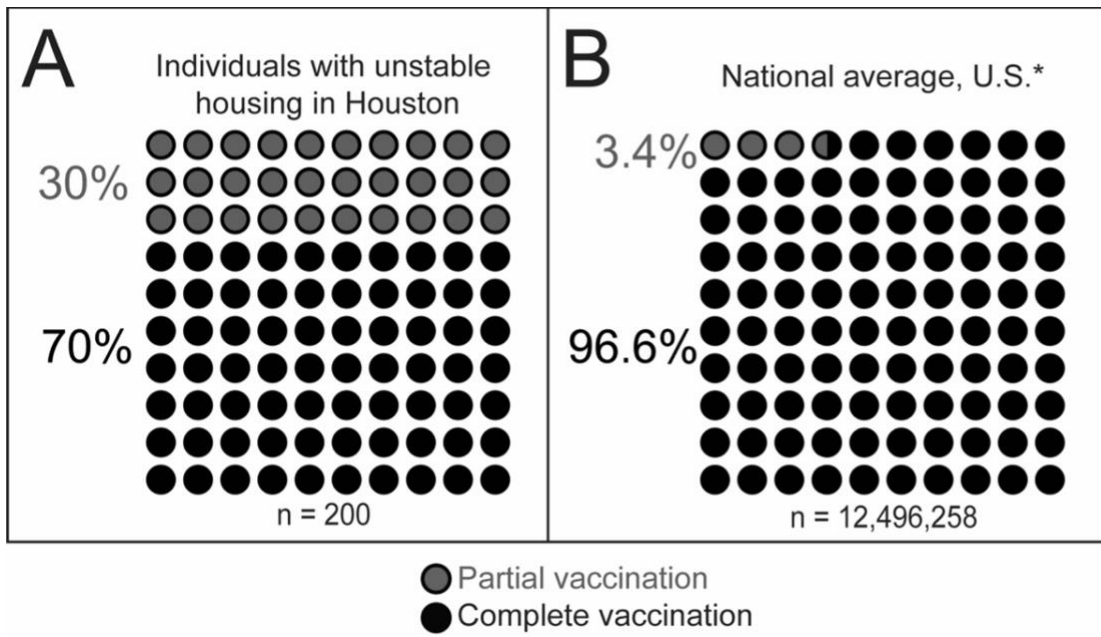 A
Individuals with unstable
housing in Houston
30%
70%
n = 200
B
National average, U.S.*
3.4%
96.6%
n = 12,496,258
Partial vaccination
Complete vaccination